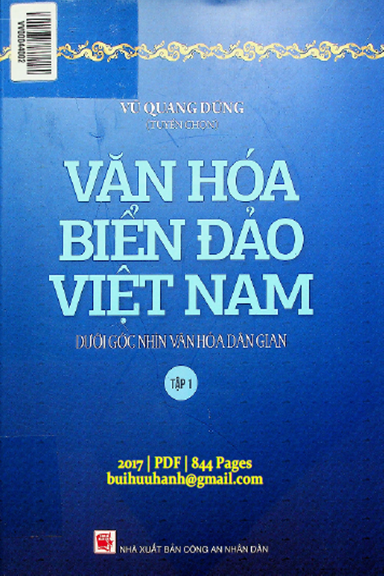 VV00044002
VŨ QUANG DŨNG
(TUYỂN CHỌN)
VĂN HÓA
BIỂN ĐẢO
VIỆT NAM
DƯỚI GÓC NHÌN VĂN HÓA DÂN GIAN
TẬP 1
2017 | PDF | 844 Pages
buihuuhanh@gmail.com
NHÀ XUẤT BẢN CÔNG AN NHÂN DÂN